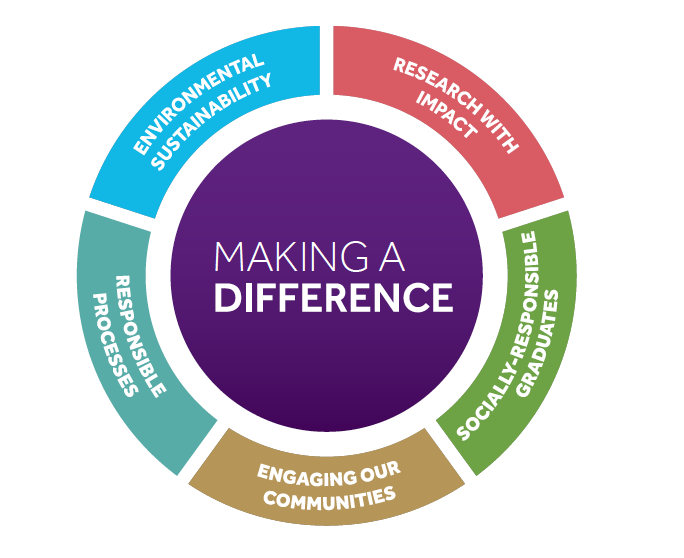 MAKING A
DIFFERENCE
RESEARCH WITH
IMPACT
SOCIALLY-RESPONSIBLE
GRADUATES
ENGAGING OUR
COMMUNITIES
RESPONSIBLE
PROCESSES
ENVIRONMENTAL
SUSTAINABILITY